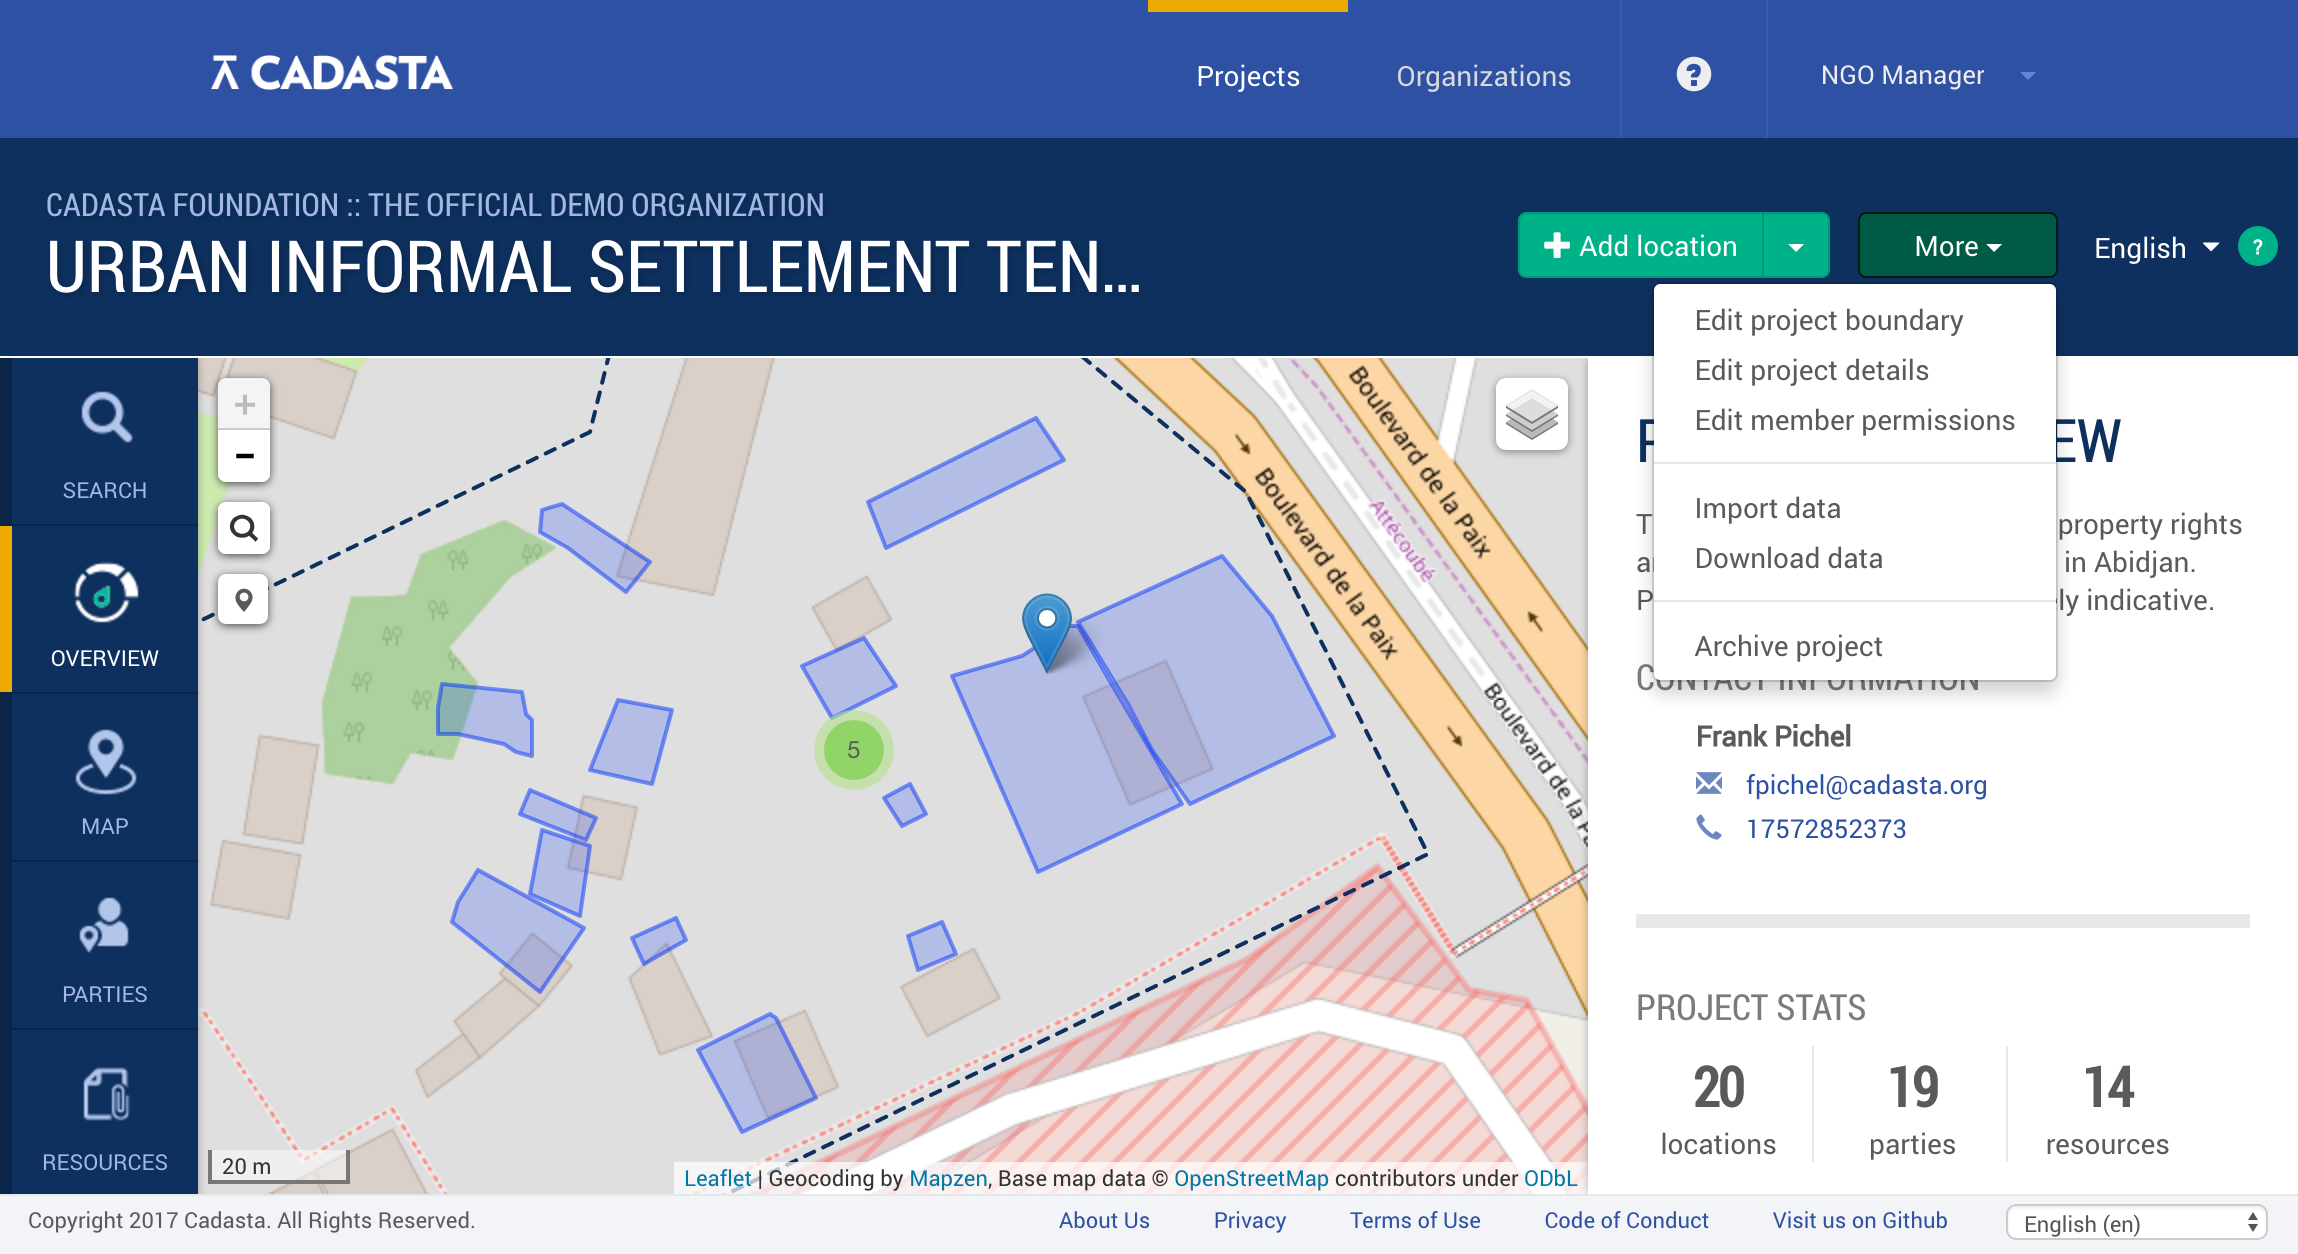 CADASTA
Projects
Organizations
?
NGO Manager
CADASTA FOUNDATION :: THE OFFICIAL DEMO ORGANIZATION
URBAN INFORMAL SETTLEMENT TEN...
Add location
More
English
?
Edit project boundary
Edit project details
Edit member permissions
Import data
Download data
Archive project
SEARCH
OVERVIEW
MAP
PARTIES
RESOURCES
+
−
Boulevard de la Paix
Boulevard de la Paix
Attécoubé
Boulevard de la Pa
5
20 m
Leaflet | Geocoding by Mapzen, Base map data © OpenStreetMap contributors under ODbL
EW
property rights
in Abidjan.
ly indicative.
CONTACT INFORMATION
Frank Pichel
fpichel@cadasta.org
17572852373
PROJECT STATS
20
locations
19
parties
14
resources
Copyright 2017 Cadasta. All Rights Reserved.
About Us
Privacy
Terms of Use
Code of Conduct
Visit us on Github
English (en)